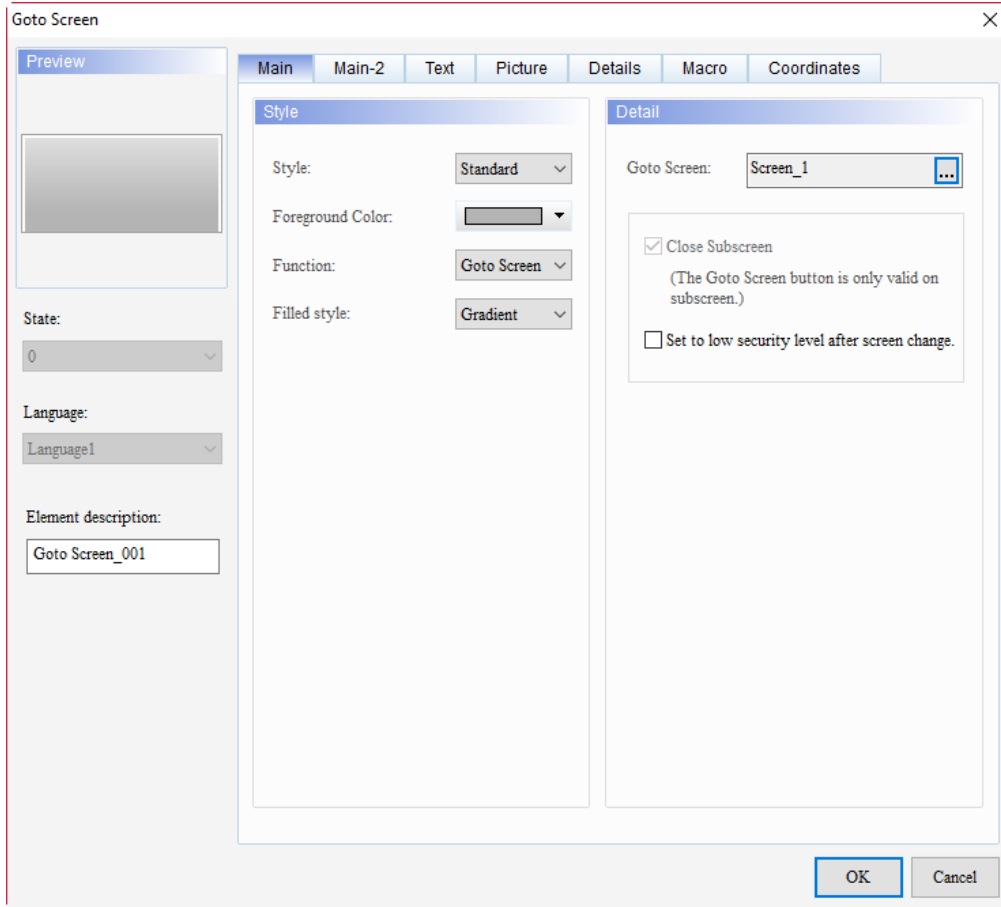 Goto Screen
Preview
State:
0
Language:
Language1
Element description:
Goto Screen_001
Main
Main-2
Text
Picture
Details
Macro
Coordinates
Style
Style:
Standard
Foreground Color:
Function:
Goto Screen
Filled style:
Gradient
Detail
Goto Screen:
Screen_1
...
Close Subscreen
(The Goto Screen button is only valid on
subscreen.)
Set to low security level after screen change.
OK
Cancel